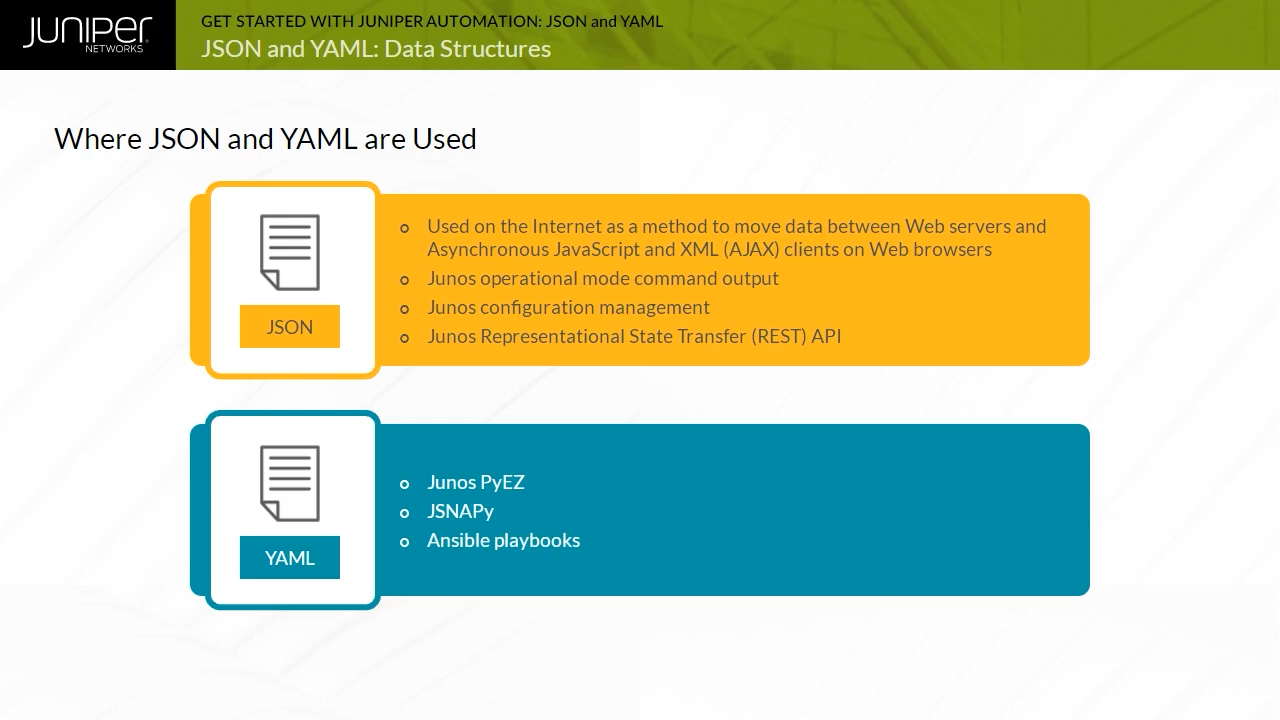 JUNIPER
NETWORKS
GET STARTED WITH JUNIPER AUTOMATION: JSON and YAML
JSON and YAML: Data Structures
Where JSON and YAML are Used
JSON
Used on the Internet as a method to move data between Web servers and
Asynchronous JavaScript and XML (AJAX) clients on Web browsers
Junos operational mode command output
Junos configuration management
Junos Representational State Transfer (REST) API
YAML
Junos PyEZ
JSNAPy
Ansible playbooks